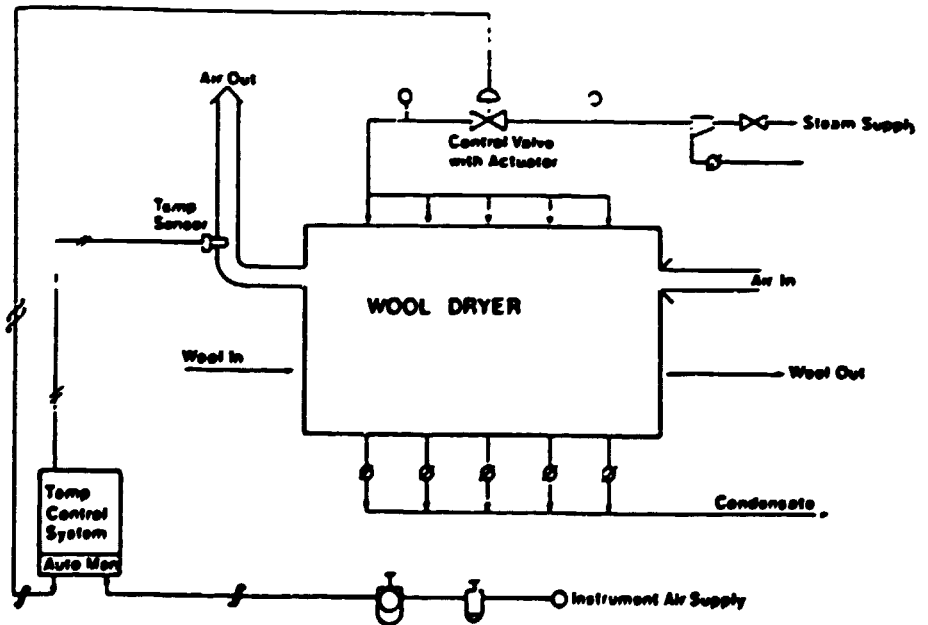 Air Out
Steam Supply
Control Valve
with Actuator
Temp
Sensor
Air In
WOOL DRYER
Wool In
Wool Out
Temp
Control
System
Auto Man
Condensate
Instrument Air Supply